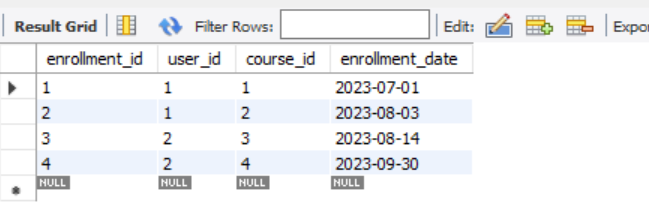 Result Grid Filter Rows: Edit: Expor
enrollment_id user_id course_id enrollment_date
1 1 1 2023-07-01
2 1 2 2023-08-03
3 2 3 2023-08-14
4 2 4 2023-09-30
NULL NULL NULL NULL